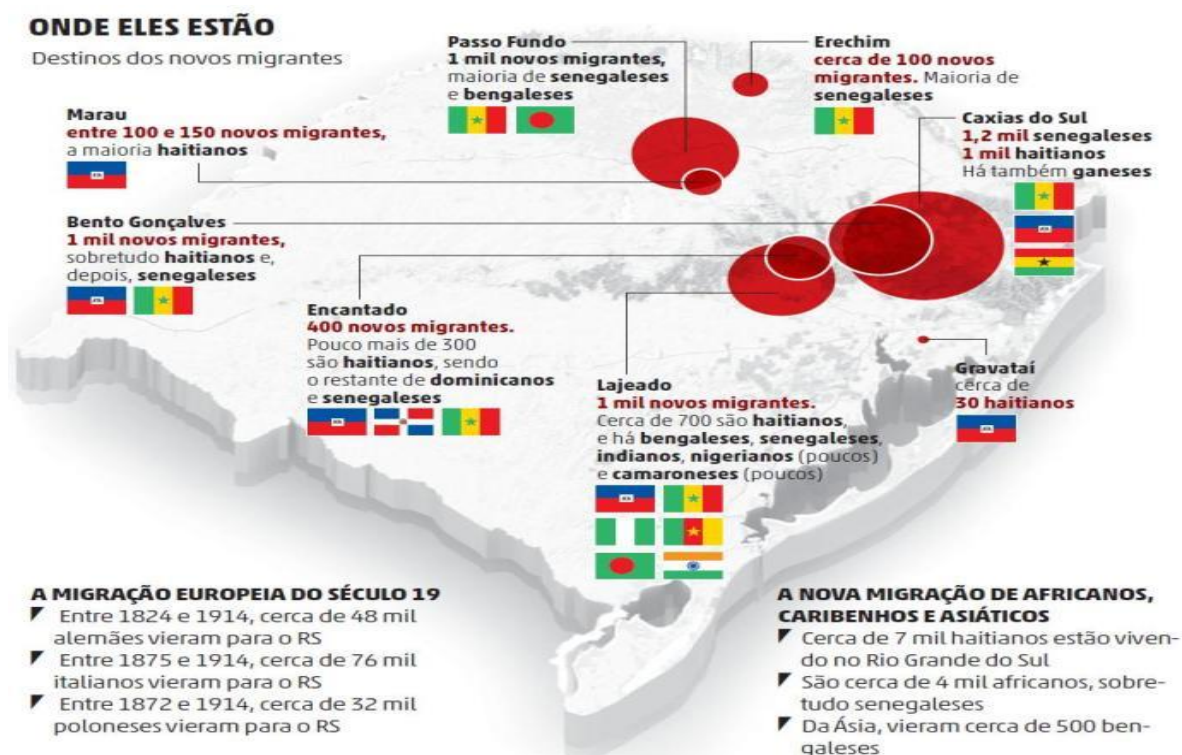 ONDE ELES ESTÃO
Destinos dos novos migrantes
Passo Fundo
1 mil novos migrantes,
maioria de senegaleses
e bengaleses
Erechim
cerca de 100 novos
migrantes. Maioria de
senegaleses
Marau
entre 100 e 150 novos migrantes,
a maioria haitianos
Caxias do Sul
1,2 mil senegaleses
1 mil haitianos
Há também ganeses
Bento Gonçalves
1 mil novos migrantes,
sobretudo haitianos e,
depois, senegaleses
Encantado
400 novos migrantes.
Pouco mais de 300
são haitianos, sendo
o restante de dominicanos
e senegaleses
Lajeado
1 mil novos migrantes.
Cerca de 700 são haitianos,
e há bengaleses, senegaleses,
indianos, nigerianos (poucos)
e camaroneses (poucos)
Gravataí
cerca de
30 haitianos
A MIGRAÇÃO EUROPEIA DO SÉCULO 19
Entre 1824 e 1914, cerca de 48 mil
alemães vieram para o RS
Entre 1875 e 1914, cerca de 76 mil
italianos vieram para o RS
Entre 1872 e 1914, cerca de 32 mil
poloneses vieram para o RS
A NOVA MIGRAÇÃO DE AFRICANOS,
CARIBENHOS E ASIÁTICOS
Cerca de 7 mil haitianos estão viven-
do no Rio Grande do Sul
São cerca de 4 mil africanos, sobre-
tudo senegaleses
Da Ásia, vieram cerca de 500 ben-
galeses